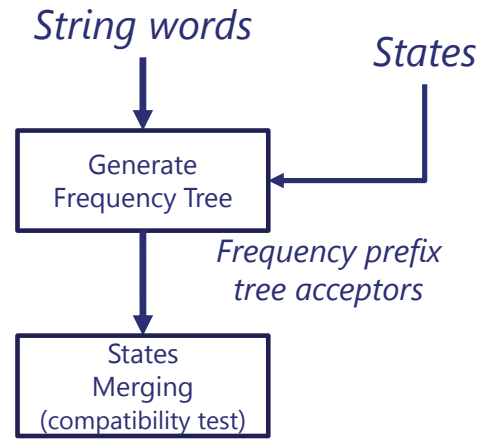 String words
States
Generate
Frequency Tree
Frequency prefix
tree acceptors
States
Merging
(compatibility test)